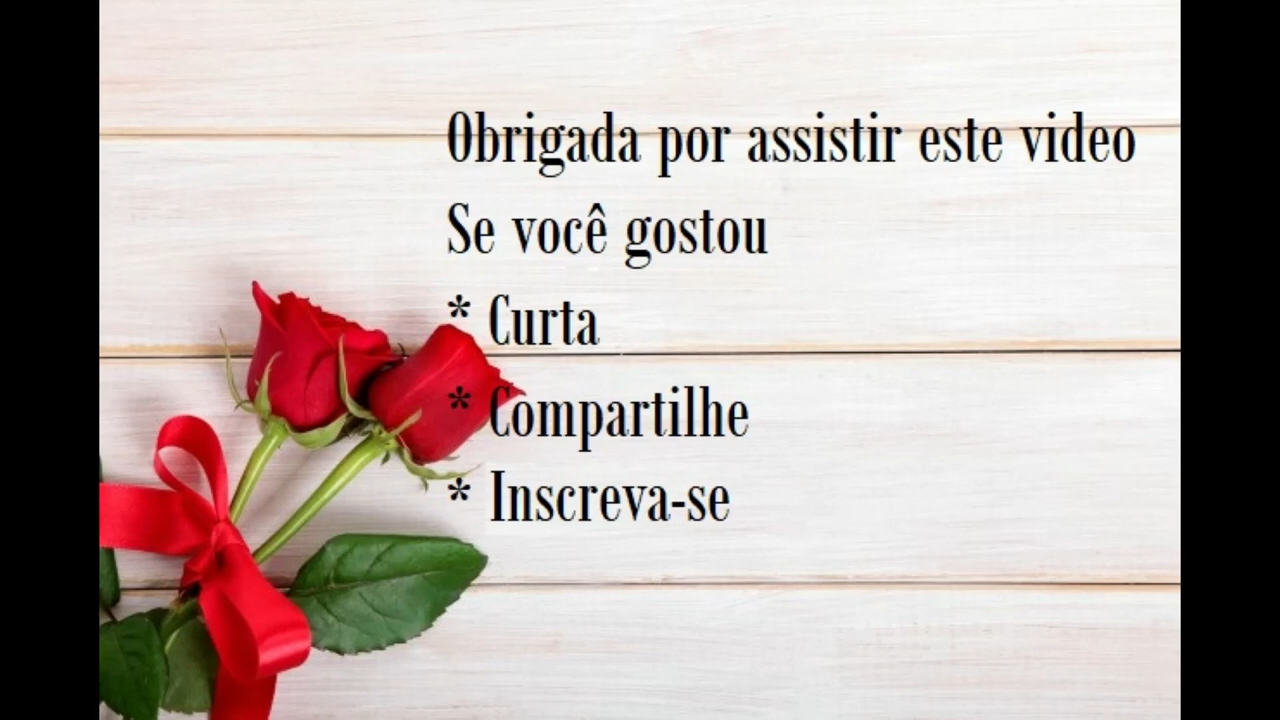 Obrigada por assistir este video
Se você gostou
* Curta
* Compartilhe
* Inscreva-se